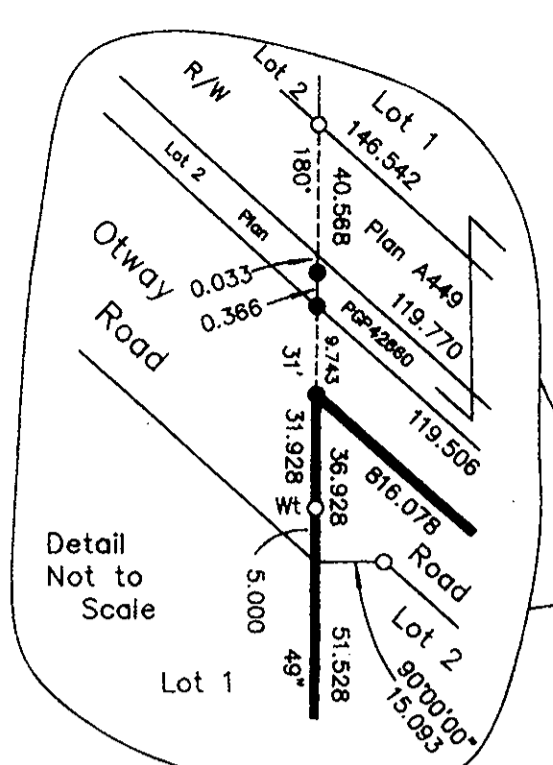 Lot 2
R/W
Lot 1
146.542
180°
40.568
Lot 2
Plan
Plan A449
Otway
Road
0.033
0.366
119.770
PGP42860
9.743
31'
119.506
31.928
36.928
816.078
Wt
Detail
Not to
Scale
5.000
Road
Lot 2
Lot 1
49"
51.528
90°00'00"
15.093